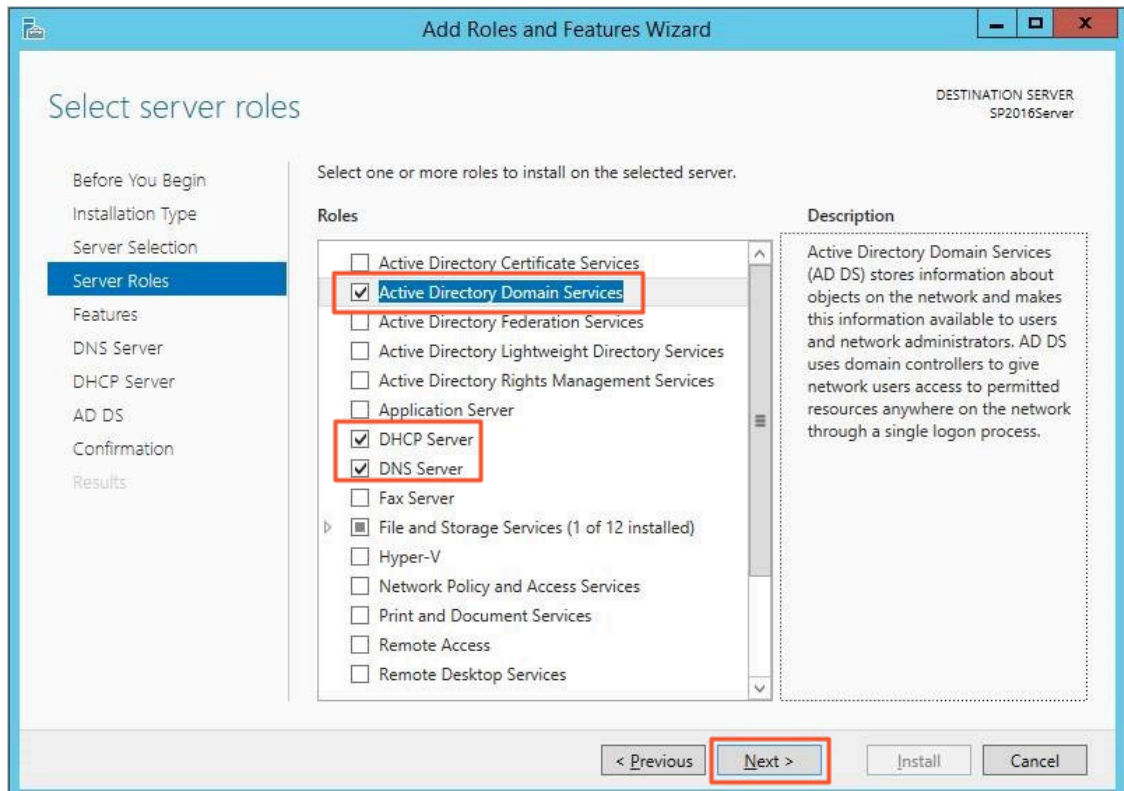 Add Roles and Features Wizard
x
Select server roles
DESTINATION SERVER
SP2016Server
Before You Begin
Installation Type
Server Selection
Server Roles
Features
DNS Server
DHCP Server
AD DS
Confirmation
Results
Select one or more roles to install on the selected server.
Roles
Active Directory Certificate Services
Active Directory Domain Services
Active Directory Federation Services
Active Directory Lightweight Directory Services
Active Directory Rights Management Services
Application Server
DHCP Server
DNS Server
Fax Server
File and Storage Services (1 of 12 installed)
Hyper-V
Network Policy and Access Services
Print and Document Services
Remote Access
Remote Desktop Services
Description
Active Directory Domain Services
(AD DS) stores information about
objects on the network and makes
this information available to users
and network administrators. AD DS
uses domain controllers to give
network users access to permitted
resources anywhere on the network
through a single logon process.
< Previous
Next >
Install
Cancel